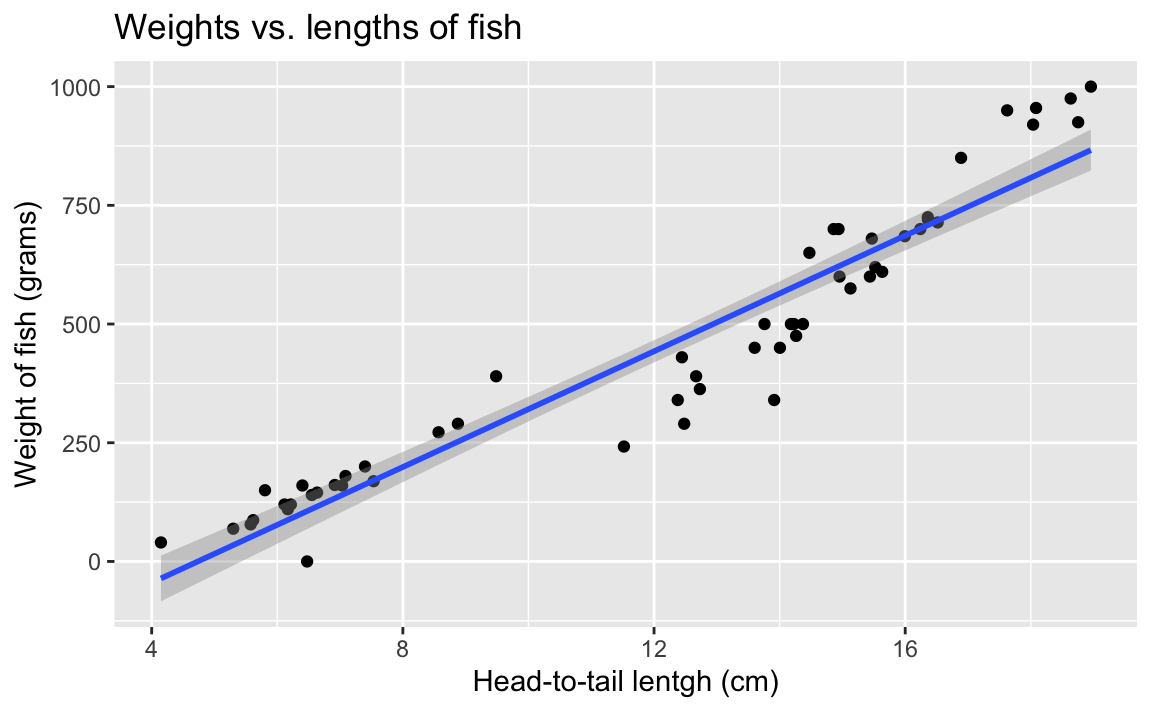 Weights vs. lengths of fish
1000
750
500
250
0
Weight of fish (grams)
4 8 12 16
Head-to-tail lentgh (cm)